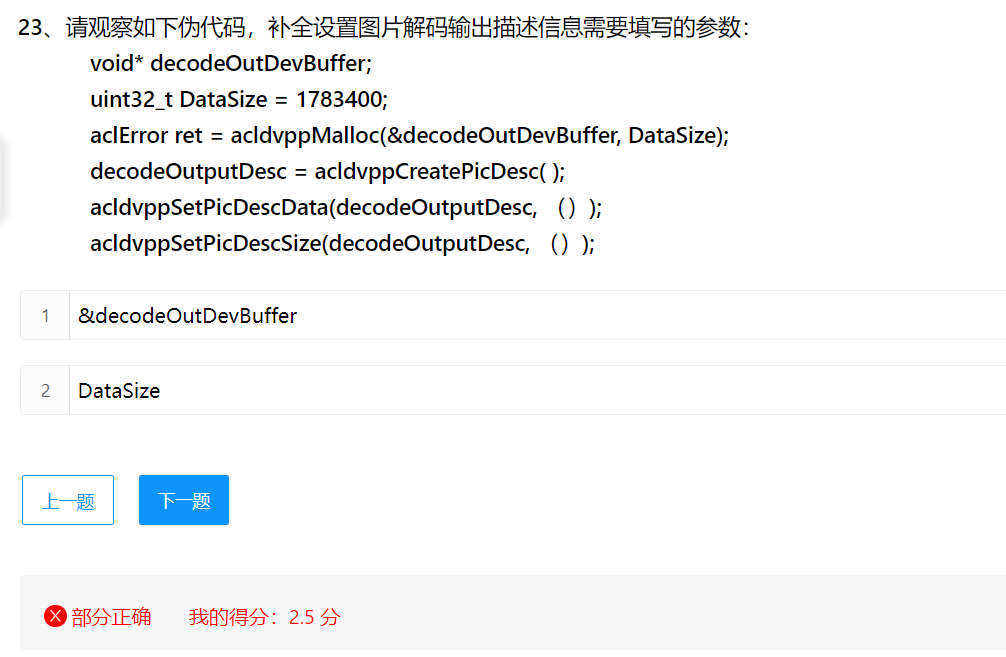 23、请观察如下伪代码，补全设置图片解码输出描述信息需要填写的参数：
void* decodeOutDevBuffer;
uint32_t DataSize = 1783400;
aclError ret = acldvppMalloc(&decodeOutDevBuffer, DataSize);
decodeOutputDesc = acldvppCreatePicDesc( );
acldvppSetPicDescData(decodeOutputDesc, （）);
acldvppSetPicDescSize(decodeOutputDesc, （）);
1 &decodeOutDevBuffer
2 DataSize
上一题 下一题
部分正确 我的得分：2.5 分